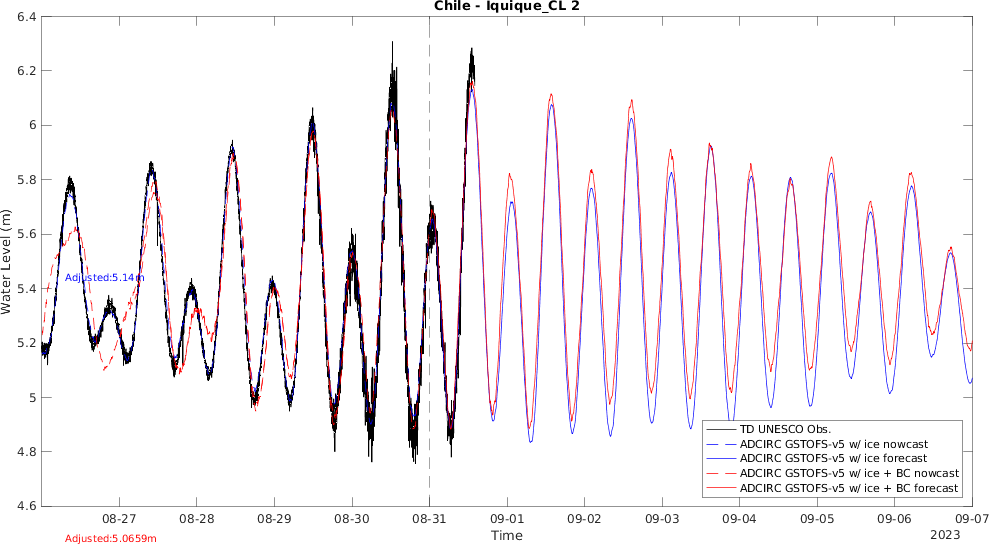 Chile - Iquique_CL 2
6.4
6.2
6
5.8
5.6
5.4
5.2
5
4.8
4.6
Water Level (m)
Adjusted:5.14m
TD UNESCO Obs.
ADCIRC GSTOFS-v5 w/ ice nowcast
ADCIRC GSTOFS-v5 w/ ice forecast
ADCIRC GSTOFS-v5 w/ ice + BC nowcast
ADCIRC GSTOFS-v5 w/ ice + BC forecast
08-27 08-28 08-29 08-30 08-31 09-01 09-02 09-03 09-04 09-05 09-06 09-07
Time
2023
Adjusted:5.0659m